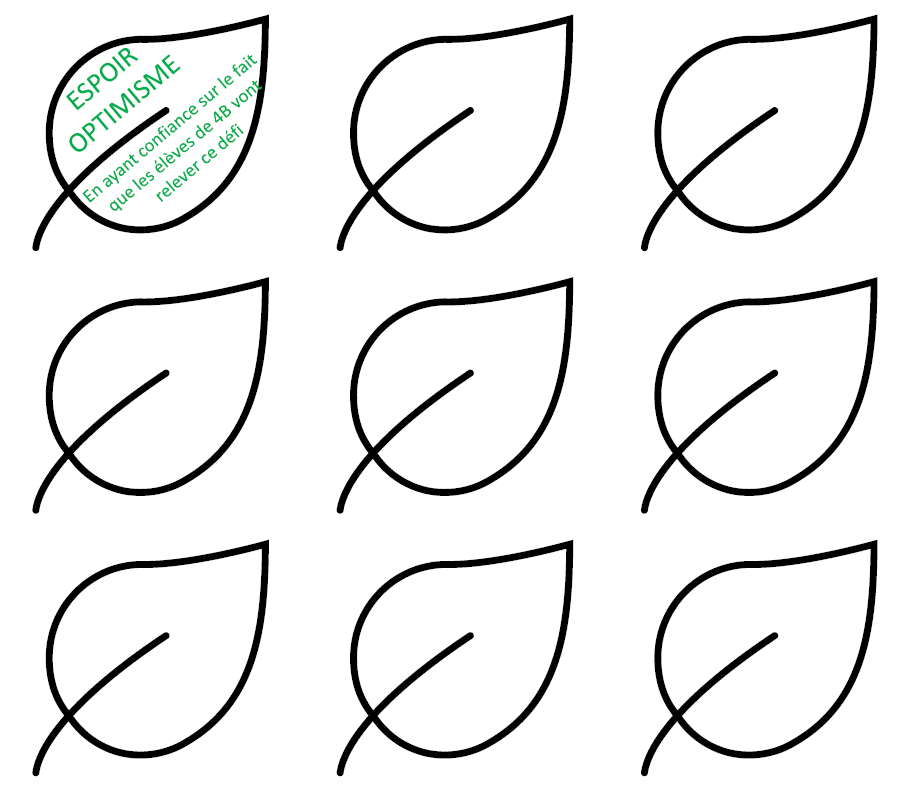 ESPOIR
OPTIMISME
En ayant confiance sur le fait
que les élèves de 4B vont
relever ce défi